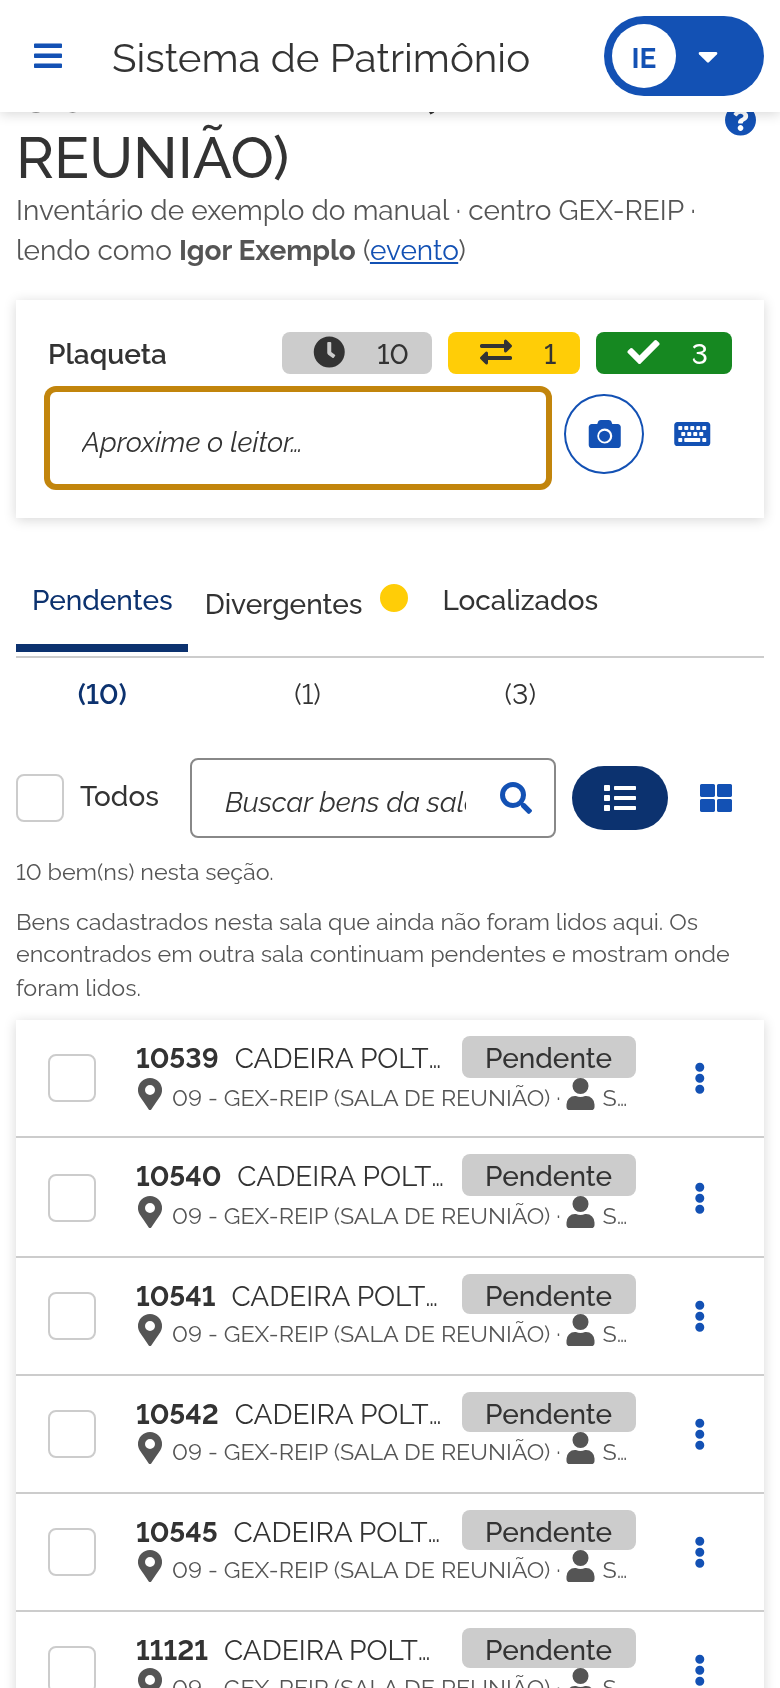 Sistema de Patrimônio
IE
REUNIÃO)
Inventário de exemplo do manual · centro GEX-REIP ·
lendo como Igor Exemplo (evento)
Plaqueta
10
1
3
Aproxime o leitor...
Pendentes
Divergentes
Localizados
(10)
(1)
(3)
Todos
Buscar bens da sal
10 bem(ns) nesta seção.
Bens cadastrados nesta sala que ainda não foram lidos aqui. Os
encontrados em outra sala continuam pendentes e mostram onde
foram lidos.
10539 CADEIRA POLT... Pendente
09 - GEX-REIP (SALA DE REUNIÃO) · S...
10540 CADEIRA POLT... Pendente
09 - GEX-REIP (SALA DE REUNIÃO) · S...
10541 CADEIRA POLT... Pendente
09 - GEX-REIP (SALA DE REUNIÃO) · S...
10542 CADEIRA POLT... Pendente
09 - GEX-REIP (SALA DE REUNIÃO) · S...
10545 CADEIRA POLT... Pendente
09 - GEX-REIP (SALA DE REUNIÃO) · S...
11121 CADEIRA POLT... Pendente
09 - GEX-REIP (SALA DE REUNIÃO) · S...